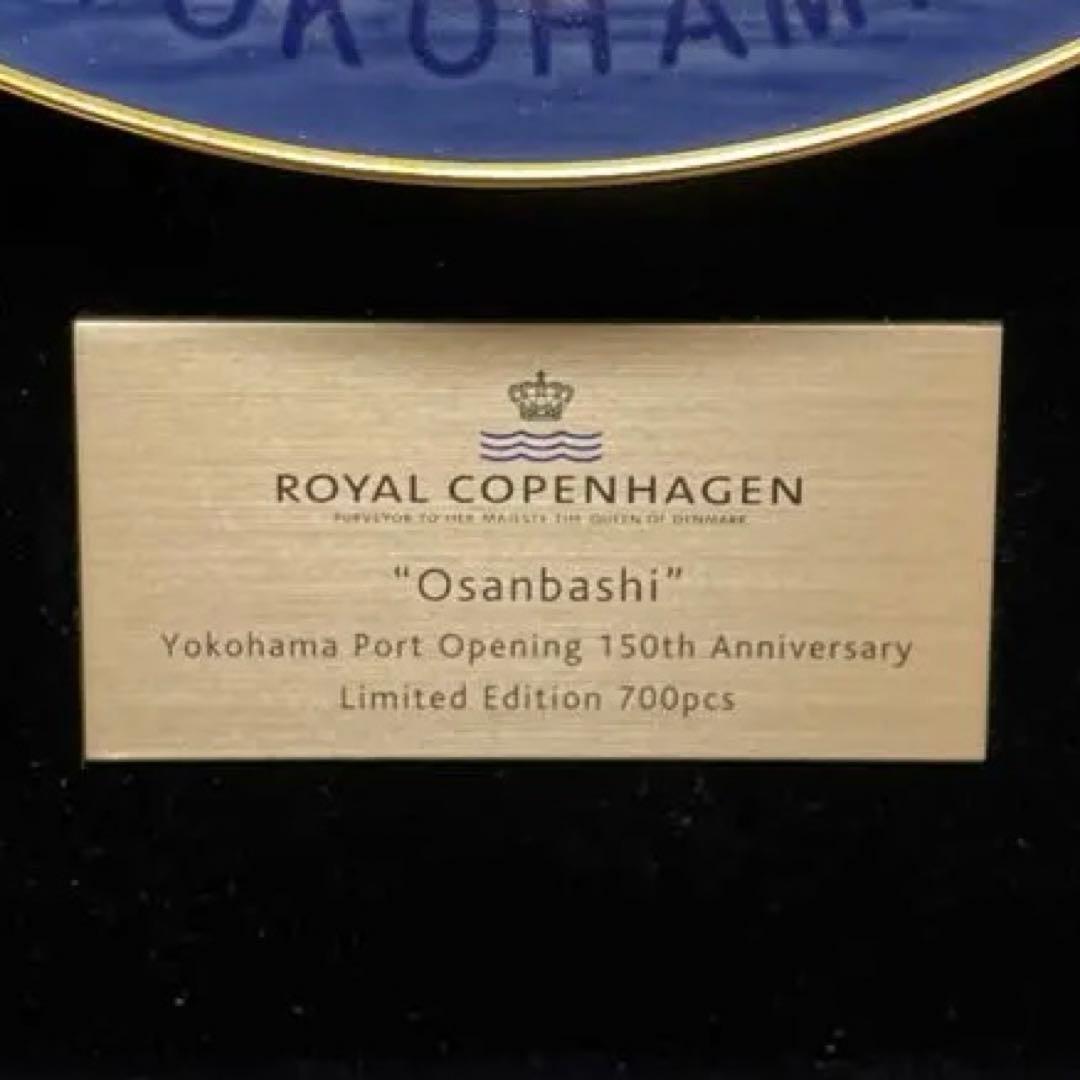 YOKOHAMA
ROYAL COPENHAGEN
PURVEYOR TO HER MAJESTY THE QUEEN OF DENMARK
“Osanbashi”
Yokohama Port Opening 150th Anniversary
Limited Edition 700pcs